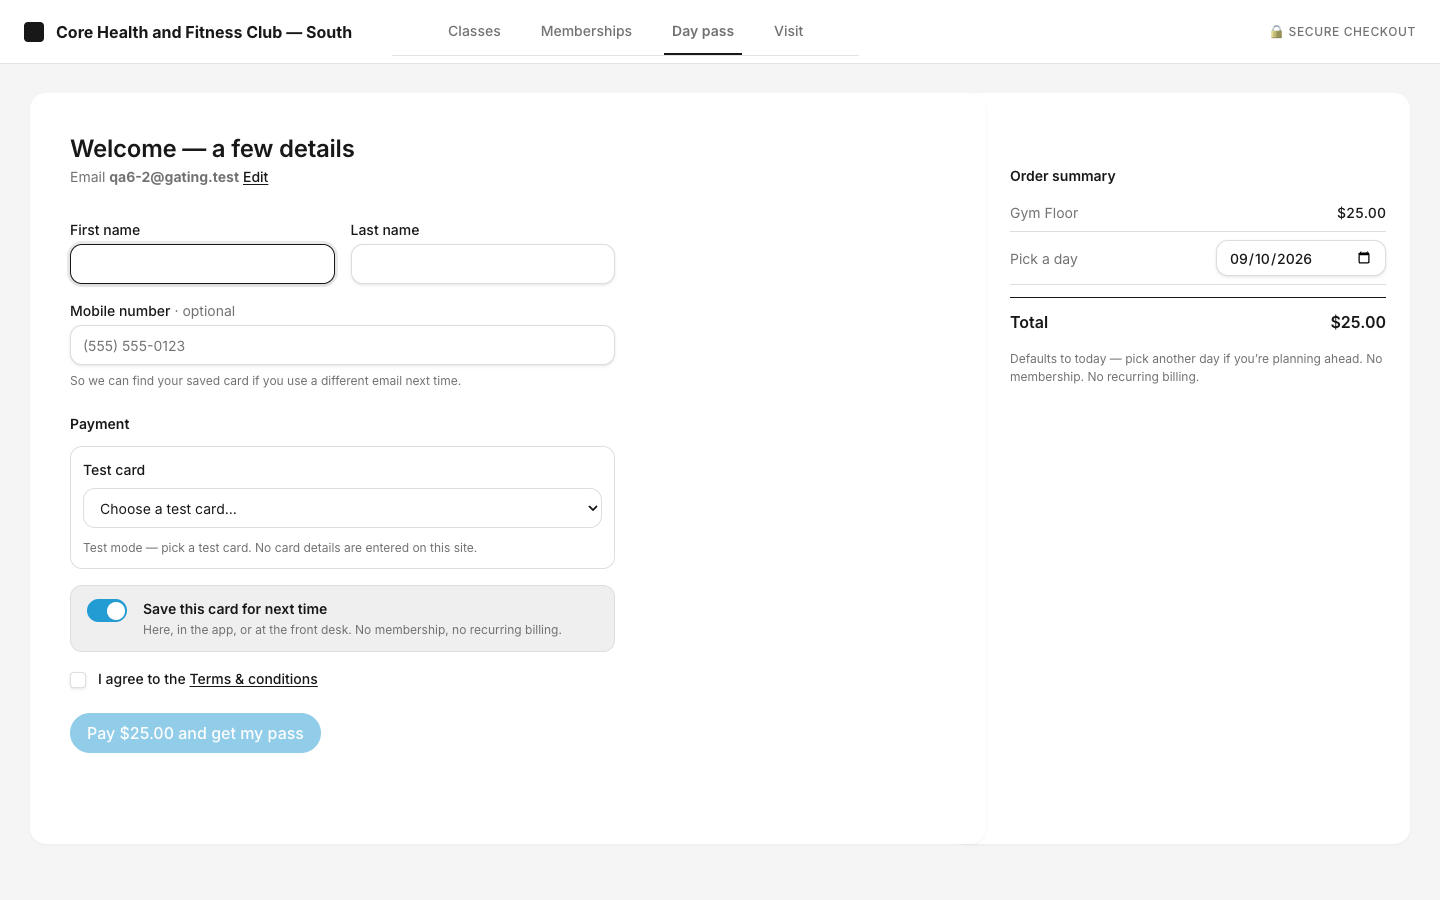 Core Health and Fitness Club — South
Classes
Memberships
Day pass
Visit
SECURE CHECKOUT
Welcome — a few details
Email qa6-2@gating.test Edit
First name
Last name
Mobile number · optional
(555) 555-0123
So we can find your saved card if you use a different email next time.
Payment
Test card
Choose a test card...
Test mode — pick a test card. No card details are entered on this site.
Save this card for next time
Here, in the app, or at the front desk. No membership, no recurring billing.
I agree to the Terms & conditions
Pay $25.00 and get my pass
Order summary
Gym Floor $25.00
Pick a day 09/10/2026
Total $25.00
Defaults to today — pick another day if you're planning ahead. No
membership. No recurring billing.